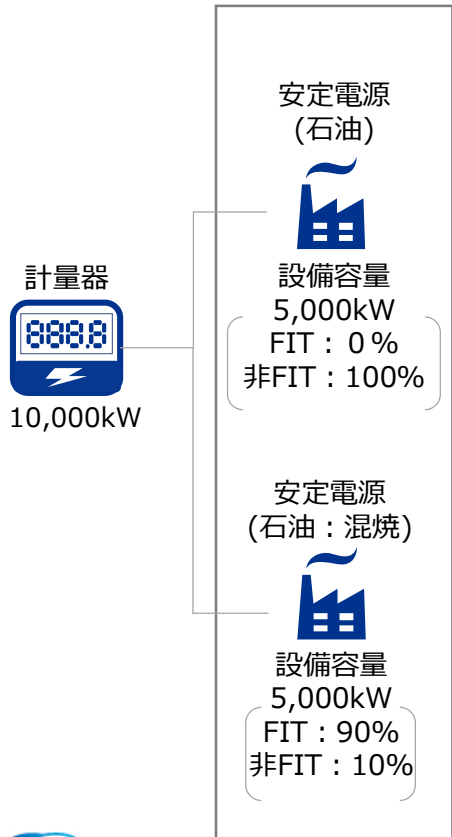 安定電源
(石油)
設備容量
5,000kW
FIT：０％
非FIT：100%
計量器
888.8
10,000kW
安定電源
(石油：混焼)
設備容量
5,000kW
FIT：90%
非FIT：10%